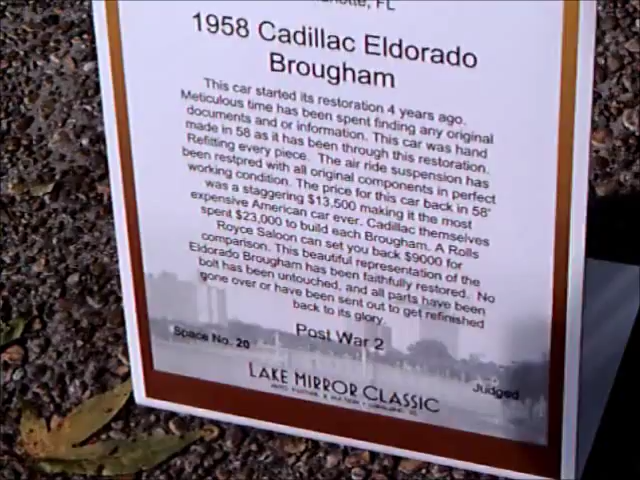 FL
1958 Cadillac Eldorado
Brougham
This car started its restoration 4 years ago.
Meticulous time has been spent finding any original
documents and or information. This car was hand
made in 58 as it has been through this restoration.
Refitting every piece. The air ride suspension has
been restpred with all original components in perfect
working condition. The price for this car back in 58'
was a staggering $13,500 making it the most
expensive American car ever. Cadillac themselves
spent $23,000 to build each Brougham. A Rolls
Royce Saloon can set you back $9000 for
comparison. This beautiful representation of the
Eldorado Brougham has been faithfully restored. No
bolt has been untouched, and all parts have been
gone over or have been sent out to get refinished
back to its glory.
Post War 2
Space No. 20
Judged
LAKE MIRROR CLASSIC